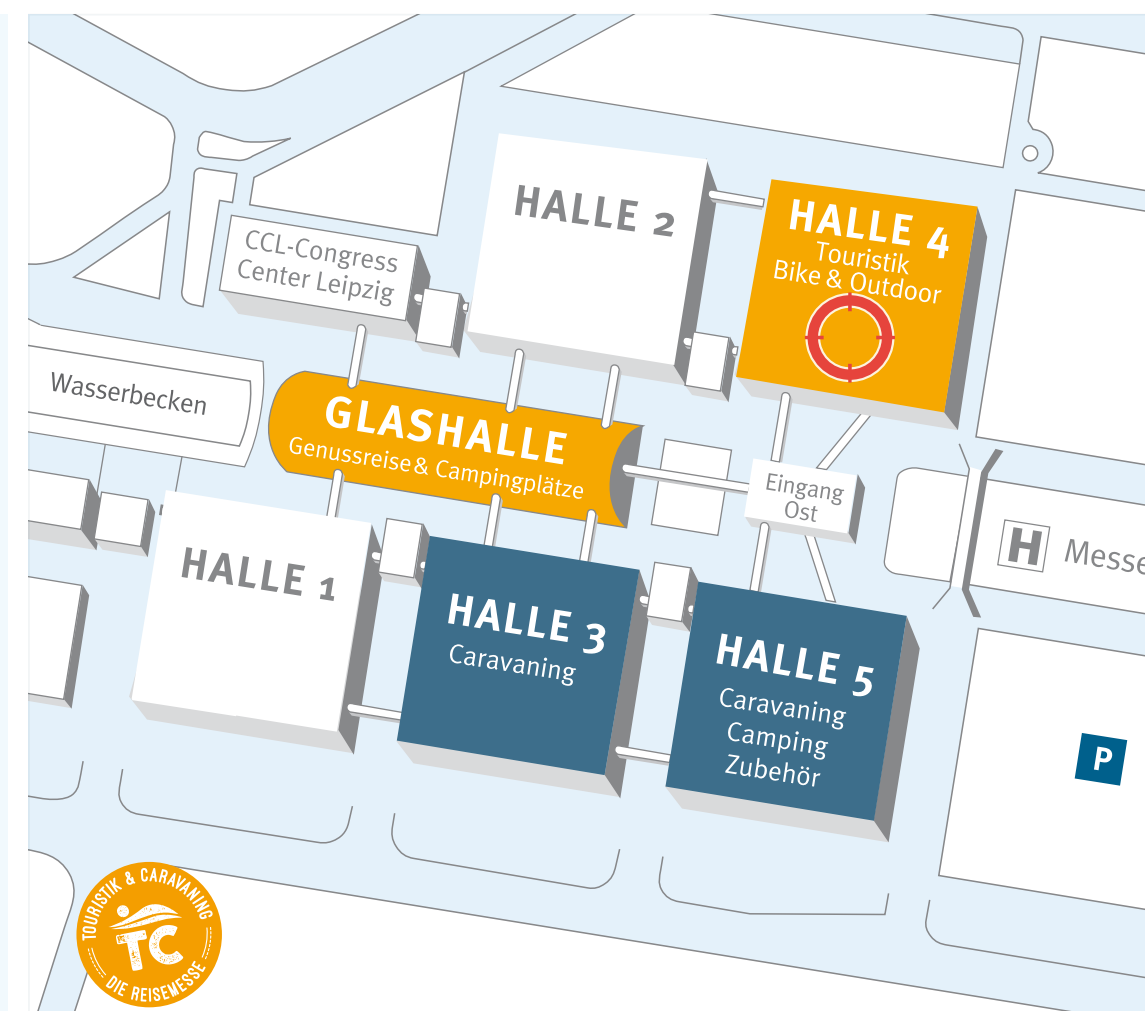 HALLE 2
HALLE 4
Touristik
Bike & Outdoor
CCL-Congress
Center Leipzig
Wasserbecken
GLASHALLE
Genussreise & Campingplätze
Eingang
Ost
H
Messe
HALLE 1
HALLE 3
Caravaning
HALLE 5
Caravaning
Camping
Zubehör
P
TOURISTIK & CARAVANING
TC
DIE REISEMESSE